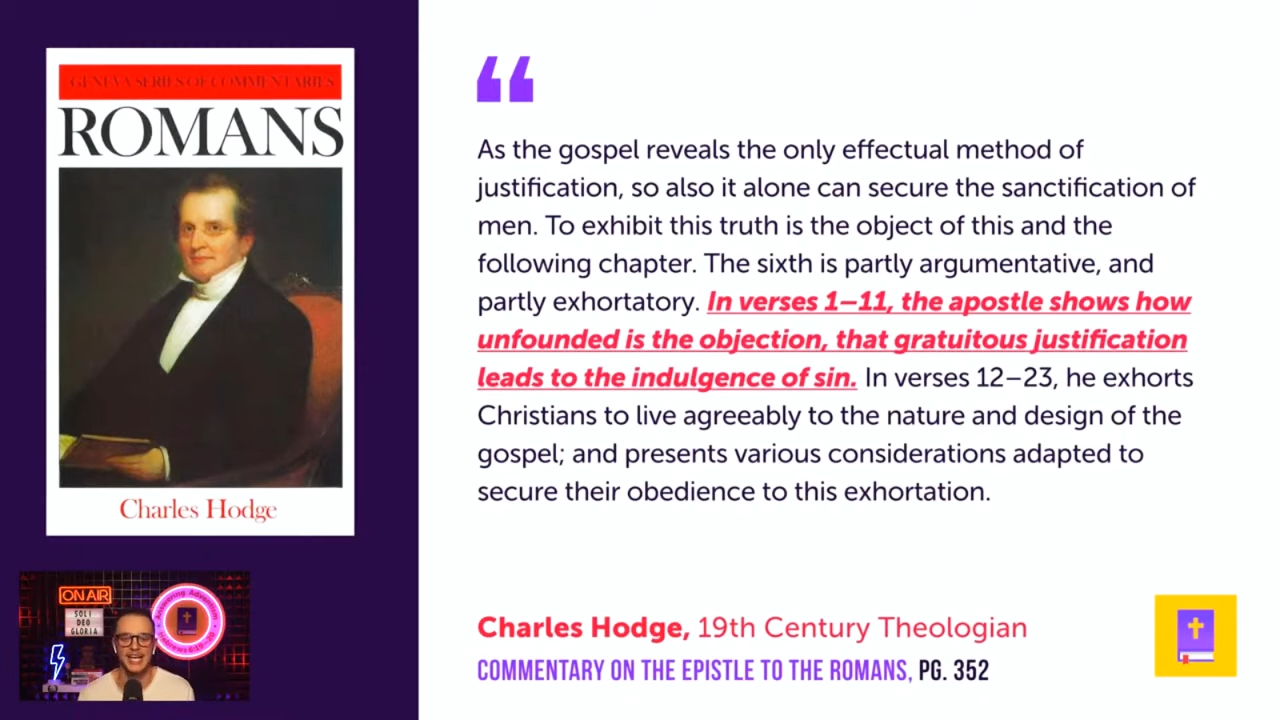 GENEVA SERIES OF COMMENTARIES
ROMANS
Charles Hodge
ON AIR
SOLI
DEO
GLORIA
Answering Adventism
“
As the gospel reveals the only effectual method of
justification, so also it alone can secure the sanctification of
men. To exhibit this truth is the object of this and the
following chapter. The sixth is partly argumentative, and
partly exhortatory. In verses 1–11, the apostle shows how
unfounded is the objection, that gratuitous justification
leads to the indulgence of sin. In verses 12–23, he exhorts
Christians to live agreeably to the nature and design of the
gospel; and presents various considerations adapted to
secure their obedience to this exhortation.
Charles Hodge, 19th Century Theologian
COMMENTARY ON THE EPISTLE TO THE ROMANS, PG. 352